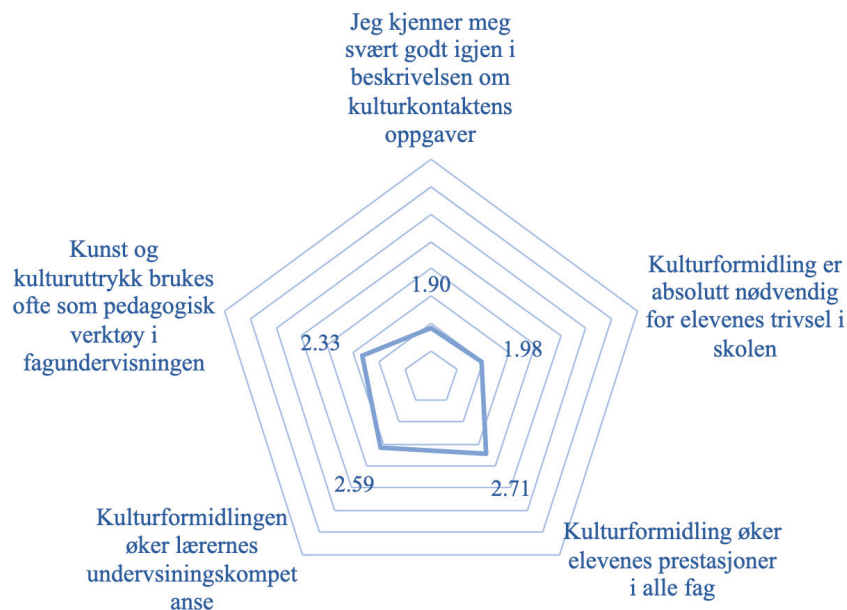 Jeg kjenner meg
svært godt igjen i
beskrivelsen om
kulturkontaktens
oppgaver
Kunst og
kulturuttrykk brukes
ofte som pedagogisk
verktøy i
fagundervisningen
Kulturformidling er
absolutt nødvendig
for elevenes trivsel i
skolen
1.90
2.33
1.98
2.59
2.71
Kulturformidlingen
øker lærernes
undervsiningskompet
anse
Kulturformidling øker
elevenes prestasjoner
i alle fag